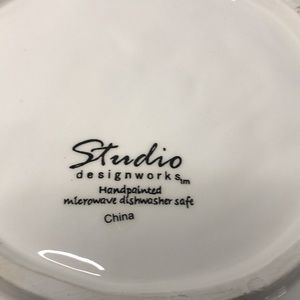 Studio
designworks tm
Handpainted
microwave dishwasher safe
China